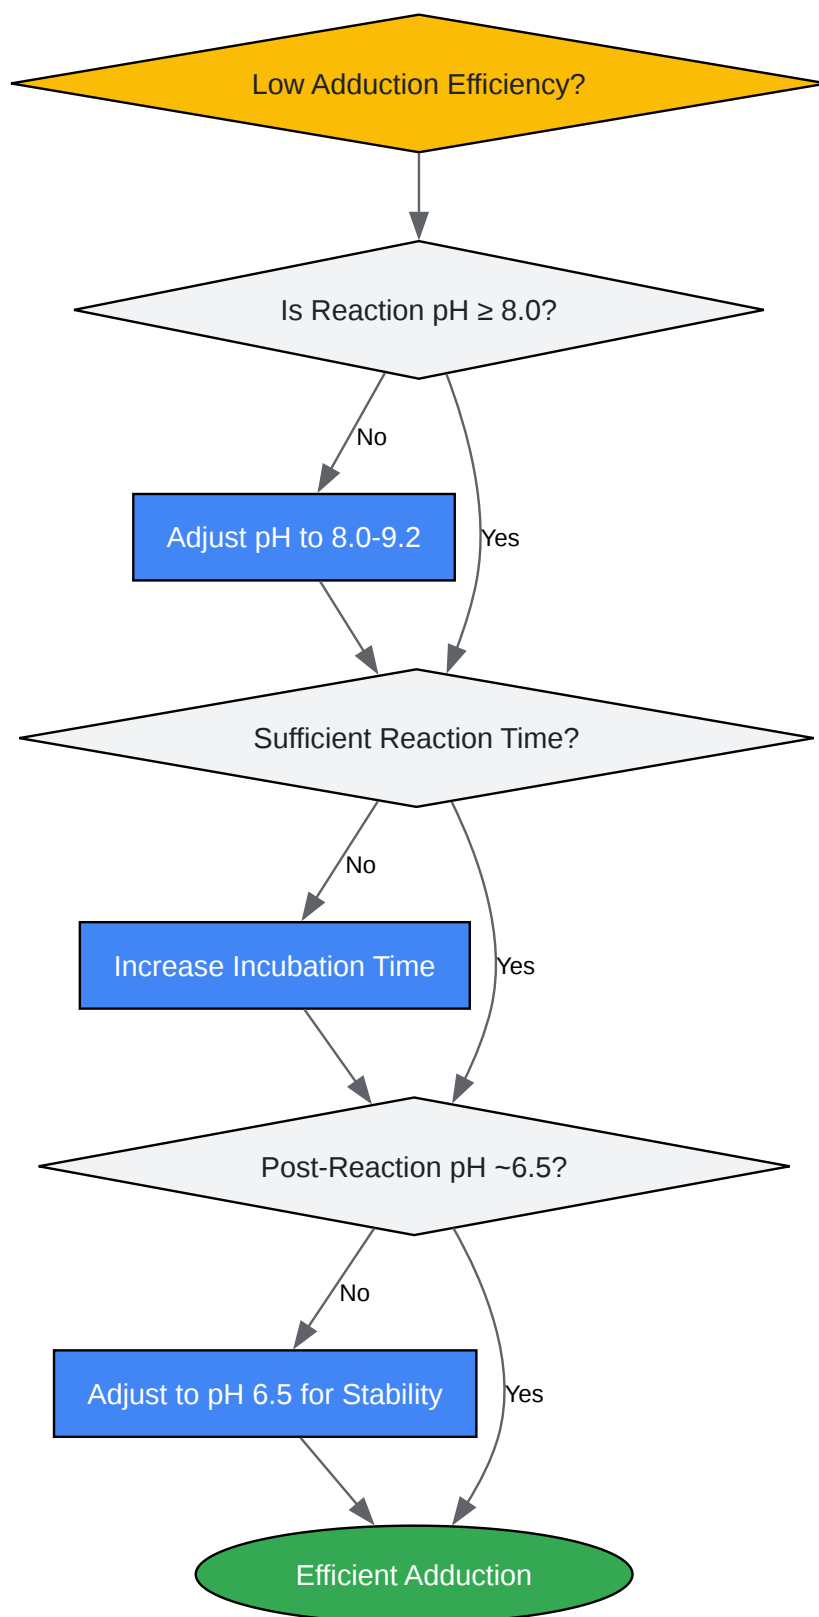 Low Adduction Efficiency?
Is Reaction pH ≥ 8.0?
No
Adjust pH to 8.0-9.2
Yes
Sufficient Reaction Time?
No
Increase Incubation Time
Yes
Post-Reaction pH ~6.5?
No
Adjust to pH 6.5 for Stability
Yes
Efficient Adduction